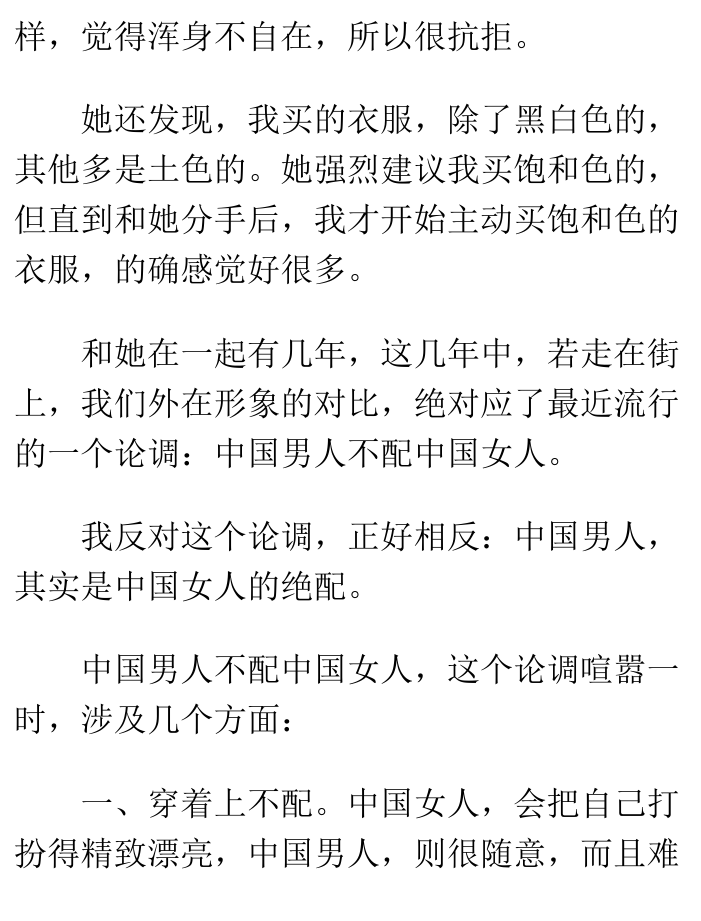 样，觉得浑身不自在，所以很抗拒。
她还发现，我买的衣服，除了黑白色的，
其他多是土色的。她强烈建议我买饱和色的，
但直到和她分手后，我才开始主动买饱和色的
衣服，的确感觉好很多。
和她在一起有几年，这几年中，若走在街
上，我们外在形象的对比，绝对应了最近流行
的一个论调：中国男人不配中国女人。
我反对这个论调，正好相反：中国男人，
其实是中国女人的绝配。
中国男人不配中国女人，这个论调喧嚣一
时，涉及几个方面：
一、穿着上不配。中国女人，会把自己打
扮得精致漂亮，中国男人，则很随意，而且难